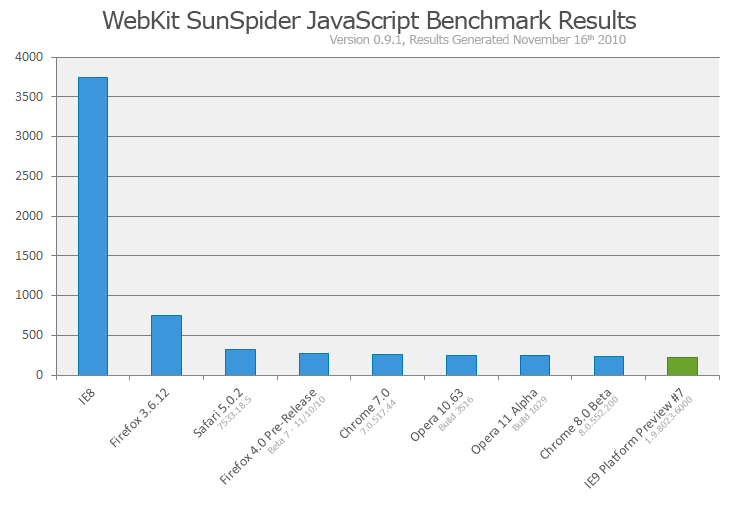 WebKit SunSpider JavaScript Benchmark Results
Version 0.9.1, Results Generated November 16th 2010
4000
3500
3000
2500
2000
1500
1000
500
0
IE8
Firefox 3.6.12
Safari 5.0.2
7533.18.5
Firefox 4.0 Pre-Release
Beta 7 - 11/10/10
Chrome 7.0
7.0.517.44
Opera 10.63
Build 3516
Opera 11 Alpha
Build 1029
Chrome 8.0 Beta
8.0.552.200
IE9 Platform Preview #7
1.9.8023.6000